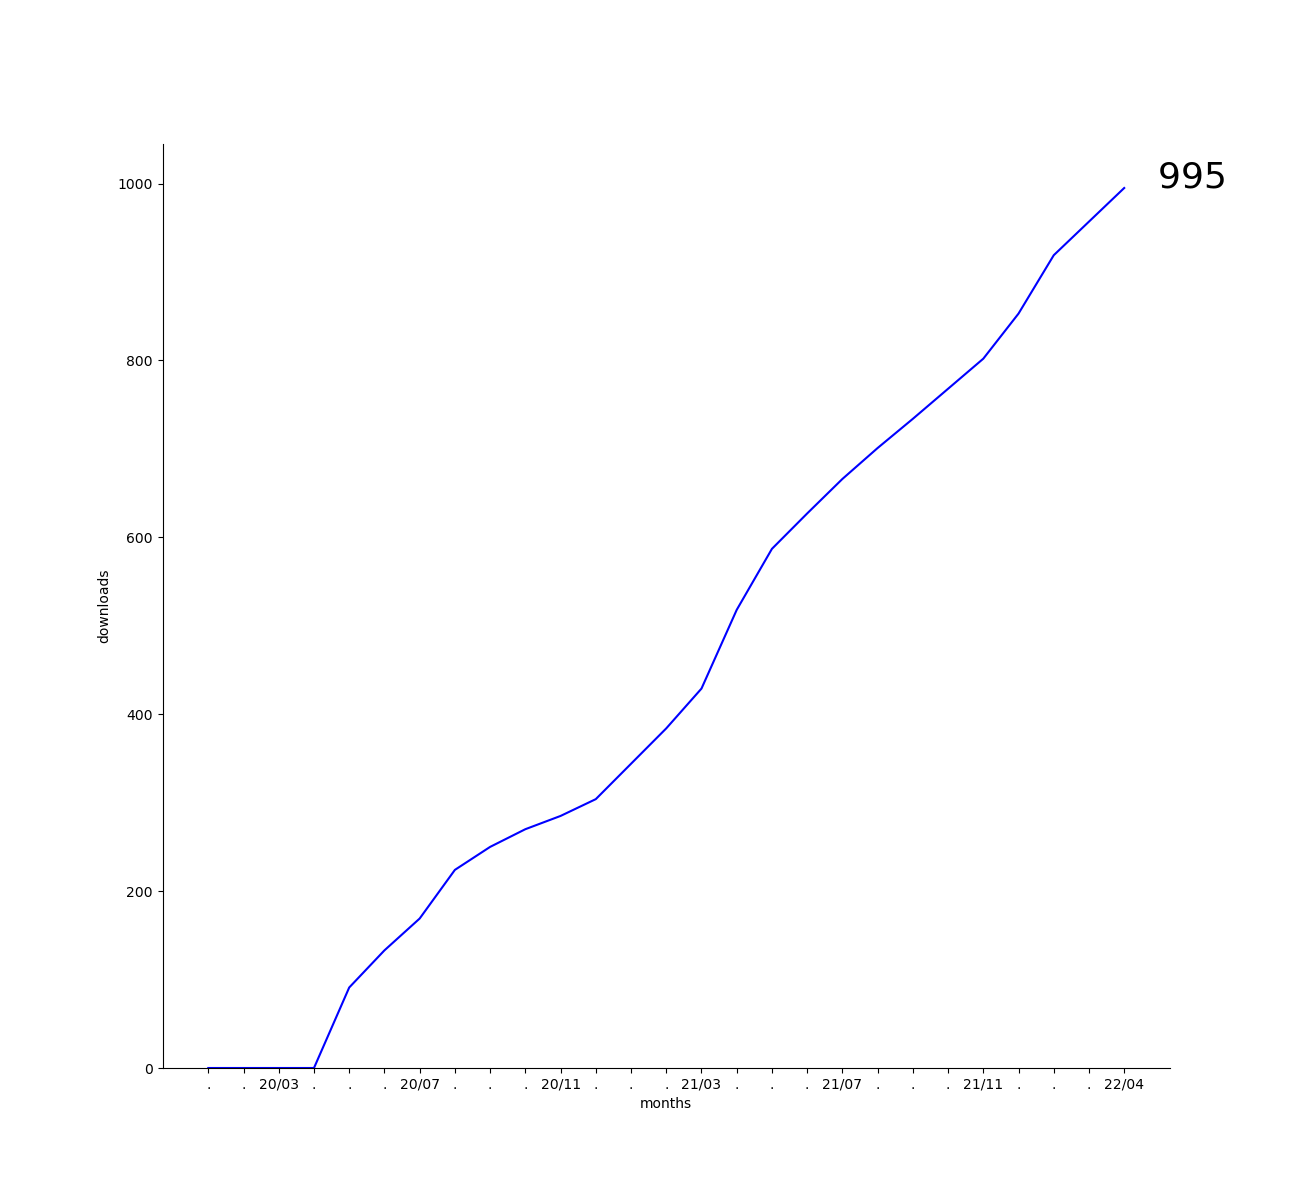 995
1000
800
600
400
200
0
downloads
. . 20/03 . . . 20/07 . . . 20/11 . . . 21/03 . . . 21/07 . . . 21/11 . . . 22/04
months